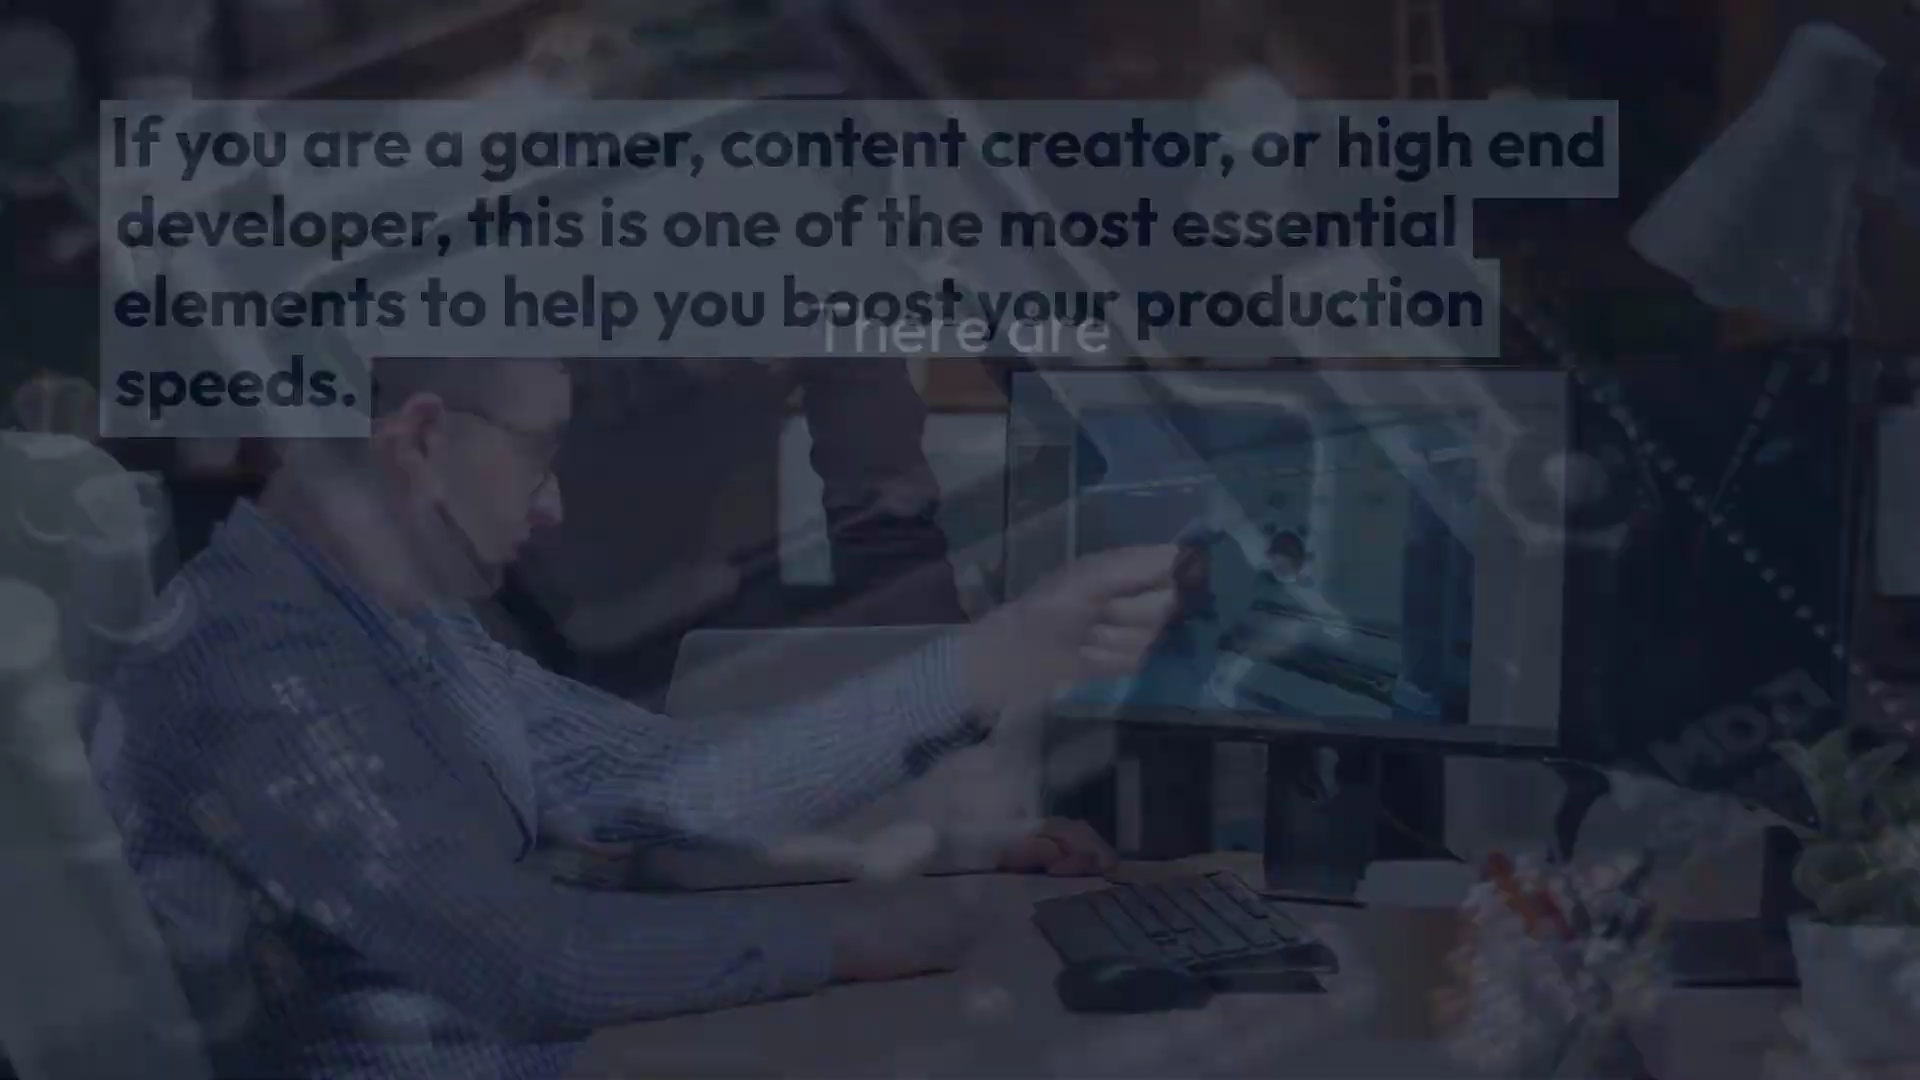 If you are a gamer, content creator, or high end
developer, this is one of the most essential
elements to help you boost your production
There are
speeds.